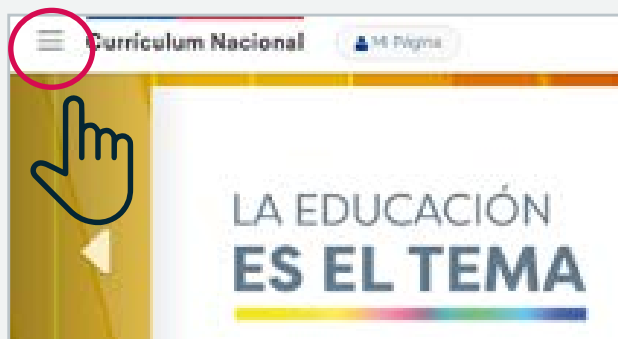 Curriculum Nacional
Mi Página
LA EDUCACIÓN
ES EL TEMA